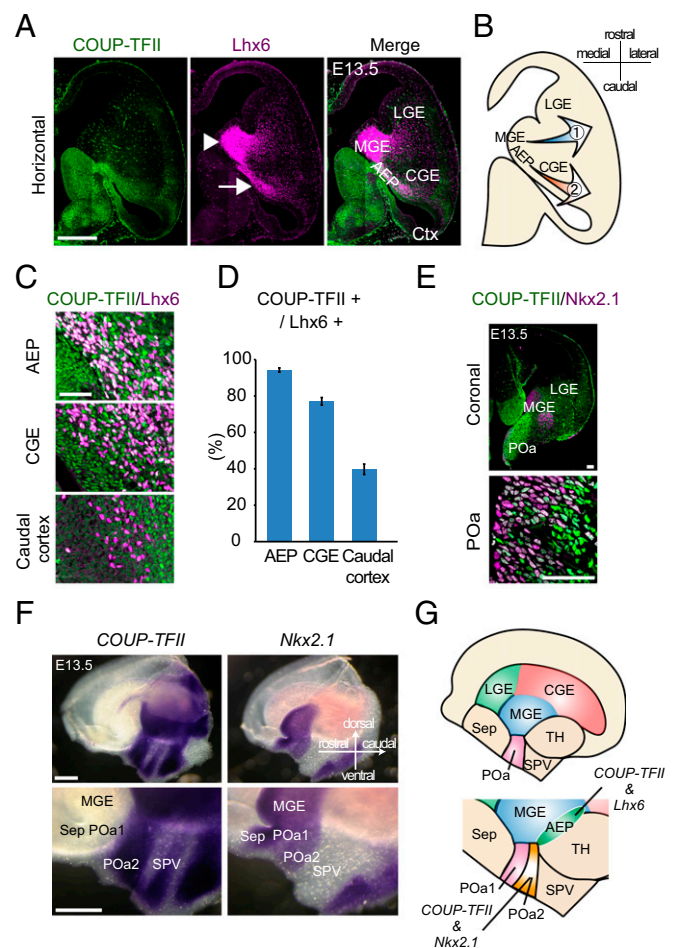 A
COUP-TFII
Lhx6
Merge
E13.5
LGE
MGE
AEP
CGE
Ctx
Horizontal
B
rostral
medial
lateral
caudal
LGE
MGE
AEP
CGE
1
2
C
COUP-TFII/Lhx6
AEP
CGE
Caudal
cortex
D
COUP-TFII +
/ Lhx6 +
100
80
60
40
20
0
(%)
AEP
CGE
Caudal
cortex
E
COUP-TFII/Nkx2.1
E13.5
Coronal
LGE
MGE
POa
POa
F
COUP-TFII
Nkx2.1
E13.5
dorsal
rostral
caudal
ventral
MGE
Sep POa1
POa2
SPV
MGE
Sep
POa1
POa2
SPV
G
LGE
CGE
MGE
Sep
TH
POa
SPV
COUP-TFII
&
Lhx6
MGE
AEP
Sep
TH
POa1
SPV
POa2
COUP-TFII
&
Nkx2.1